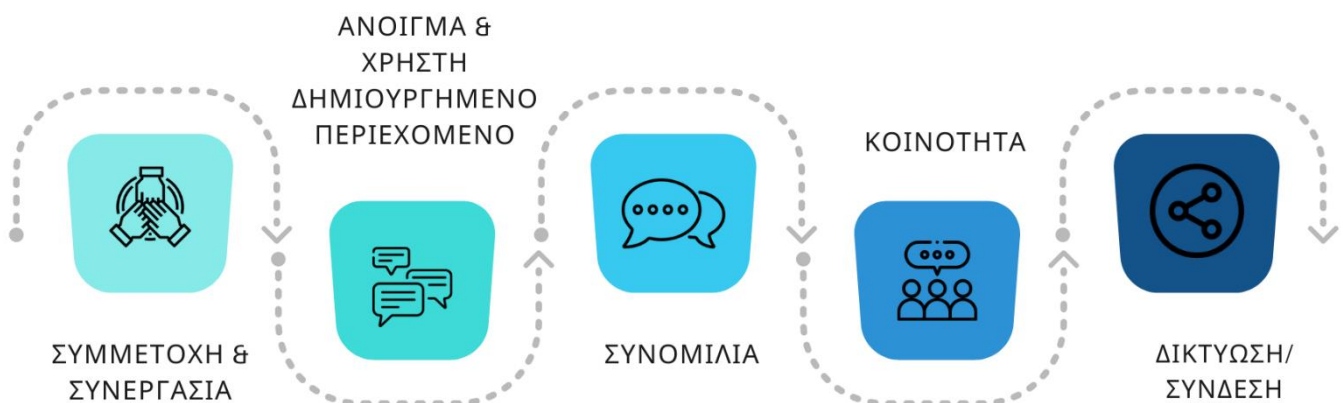 ΣΥΜΜΕΤΟΧΗ &
ΣΥΝΕΡΓΑΣΙΑ
ΑΝΟΙΓΜΑ &
ΧΡΗΣΤΗ
ΔΗΜΙΟΥΡΓΗΜΕΝΟ
ΠΕΡΙΕΧΟΜΕΝΟ
ΣΥΝΟΜΙΛΙΑ
ΚΟΙΝΟΤΗΤΑ
ΔΙΚΤΥΩΣΗ/
ΣΥΝΔΕΣΗ